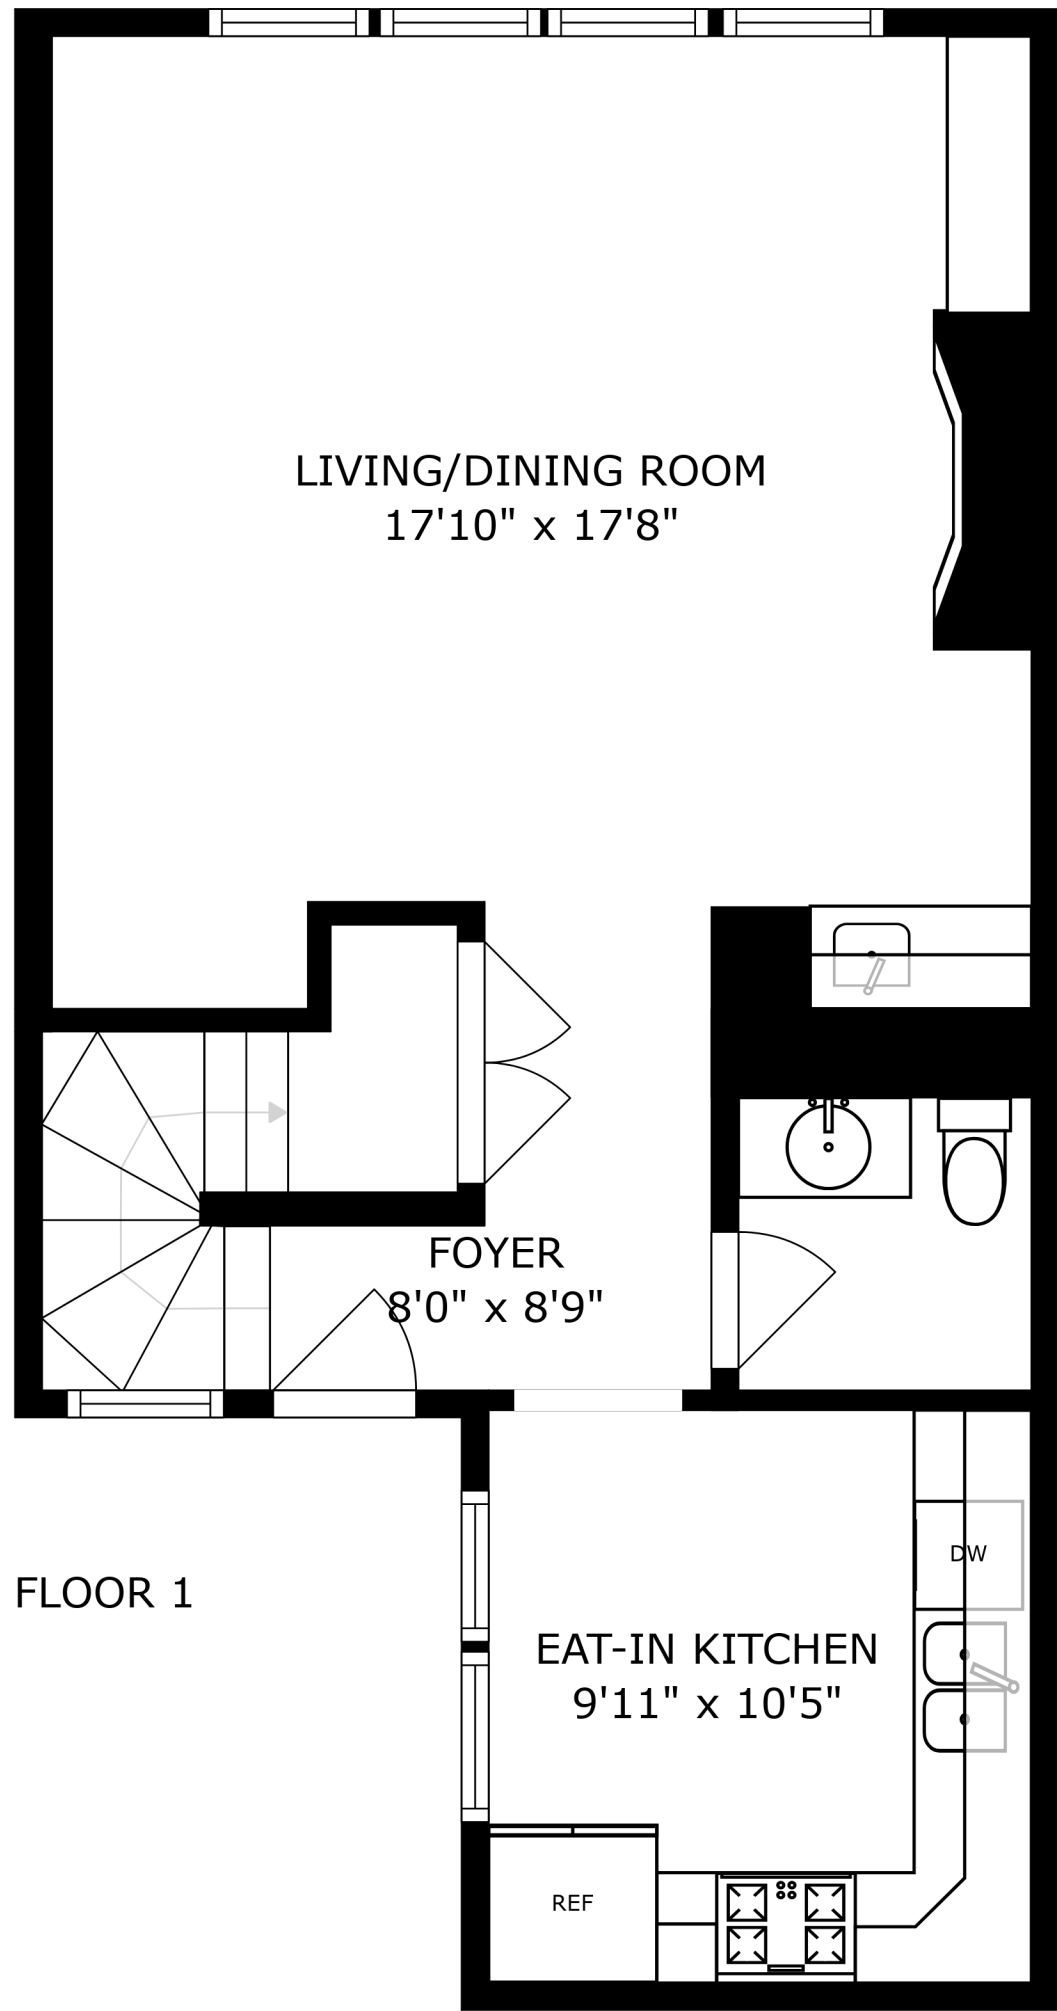 LIVING/DINING ROOM
17'10" x 17'8"
FOYER
8'0" x 8'9"
FLOOR 1
DW
EAT-IN KITCHEN
9'11" x 10'5"
REF